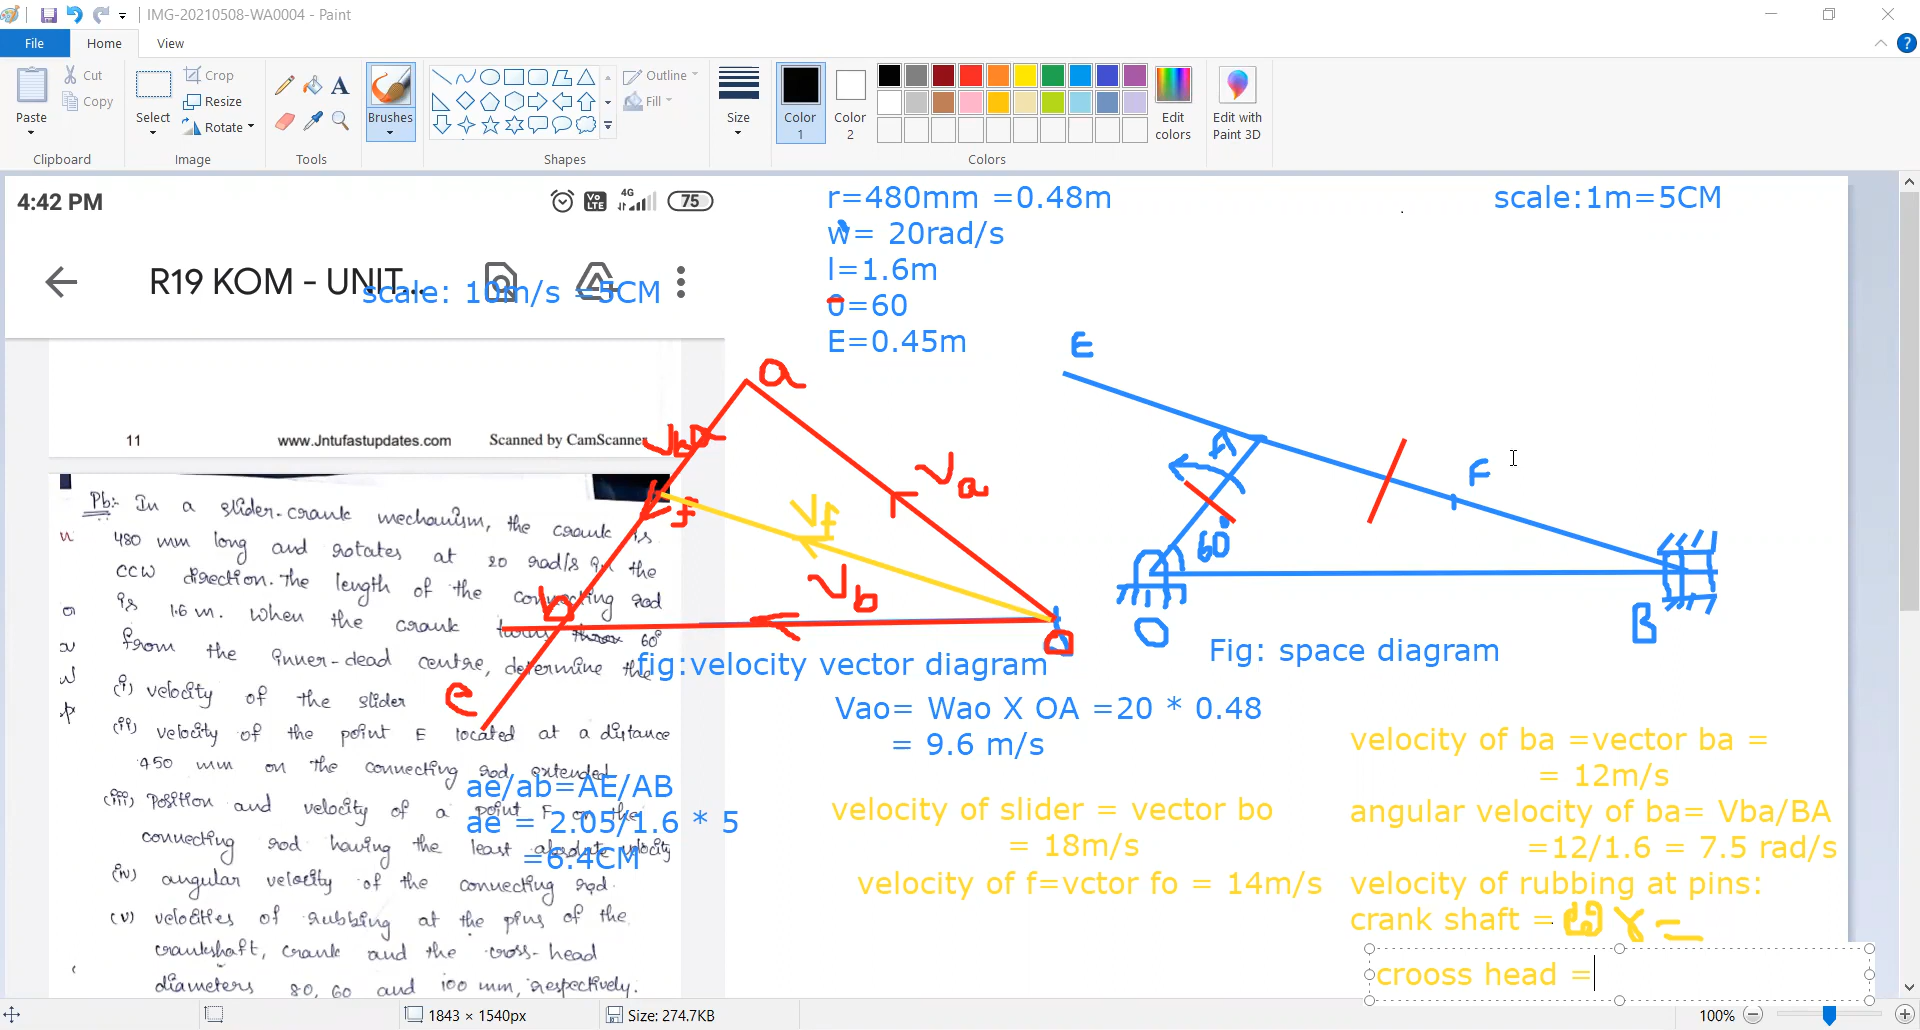 IMG-20210508-WA0004 - Paint
File Home View
Paste
Cut
Copy
Clipboard
Select
Crop
Resize
Rotate
Image
Tools
Brushes
Shapes
Outline
Fill
Size
Color 1
Color 2
Colors
Edit colors
Edit with Paint 3D
4:42 PM
4G
Vo LTE
75
R19 KOM - UNIT...
scale: 10m/s =5CM
r=480mm =0.48m
w= 20rad/s
l=1.6m
0=60
E=0.45m
scale:1m=5CM
11 www.Jntufastupdates.com Scanned by CamScanner
Pb:- In a slider-crank mechanism, the crank is
480 mm long and rotates at 20 rad/s in the
CCW direction. The length of the connecting rod
is 1.6 m. When the crank turns 60°
from the inner-dead centre, determine the
(i) velocity of the slider
(ii) velocity of the point E located at a distance
450 mm on the connecting rod extended
(iii) Position and velocity of a point F on the
connecting rod having the least absolute velocity
(iv) angular velocity of the connecting rod.
(v) velocities of rubbing at the pins of the
crankshaft, crank and the cross-head
diameters 80, 60 and 100 mm, respectively.
a
Vba
f
Va
Vf
Vb
b
o
e
fig:velocity vector diagram
E
A
F
60°
O
B
Fig: space diagram
Vao= Wao X OA =20 * 0.48
= 9.6 m/s
ae/ab=AE/AB
ae = 2.05/1.6 * 5
=6.4CM
velocity of slider = vector bo
= 18m/s
velocity of f=vctor fo = 14m/s
velocity of ba =vector ba =
= 12m/s
angular velocity of ba= Vba/BA
=12/1.6 = 7.5 rad/s
velocity of rubbing at pins:
crank shaft =
crooss head =
1843 × 1540px
Size: 274.7KB
100%